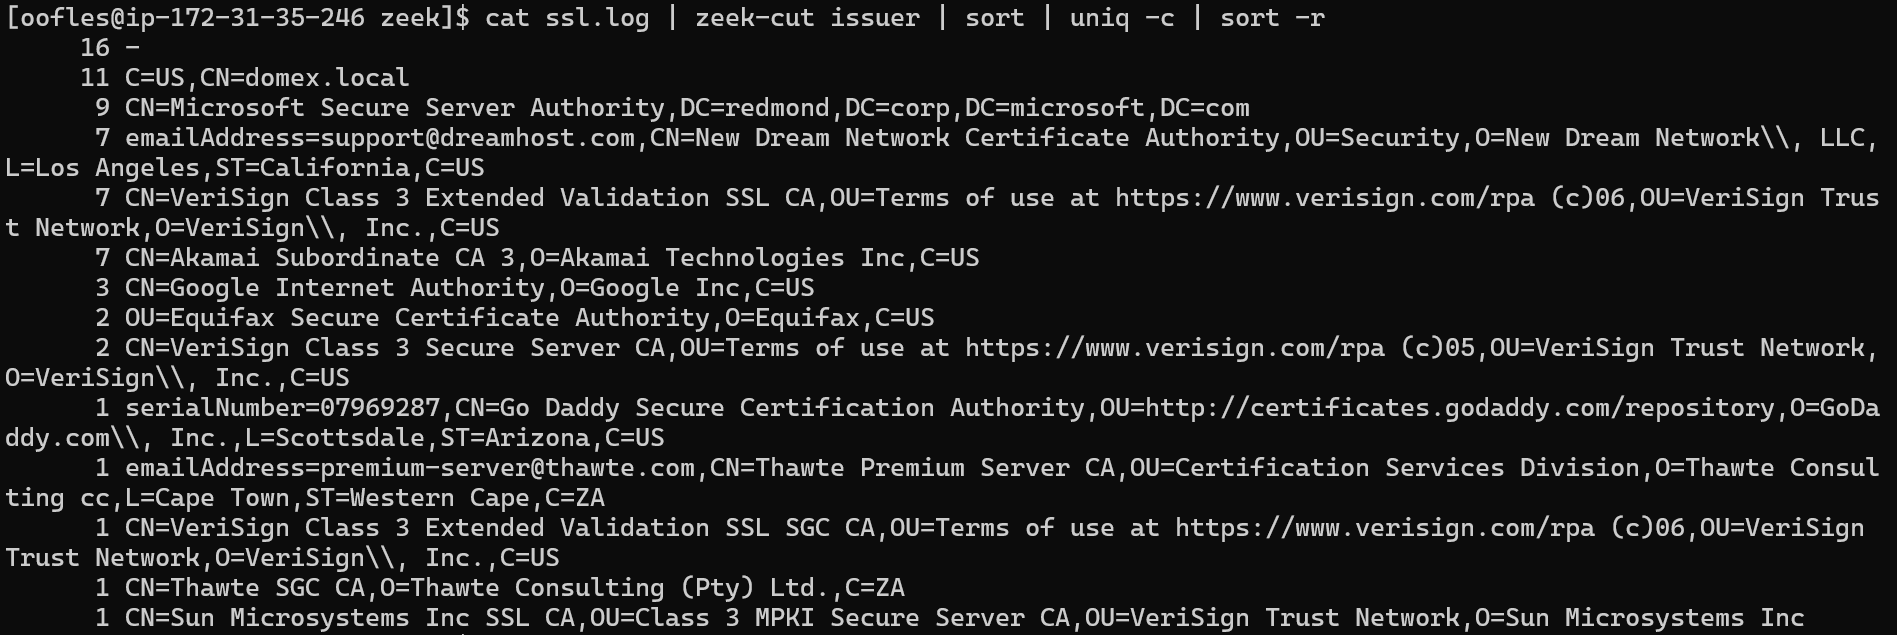 [oofles@ip-172-31-35-246 zeek]$ cat ssl.log | zeek-cut issuer | sort | uniq -c | sort -r
16 -
11 C=US,CN=domex.local
9 CN=Microsoft Secure Server Authority,DC=redmond,DC=corp,DC=microsoft,DC=com
7 emailAddress=support@dreamhost.com,CN=New Dream Network Certificate Authority,OU=Security,O=New Dream Network\\, LLC,
L=Los Angeles,ST=California,C=US
7 CN=VeriSign Class 3 Extended Validation SSL CA,OU=Terms of use at https://www.verisign.com/rpa (c)06,OU=VeriSign Trus
t Network,O=VeriSign\\, Inc.,C=US
7 CN=Akamai Subordinate CA 3,O=Akamai Technologies Inc,C=US
3 CN=Google Internet Authority,O=Google Inc,C=US
2 OU=Equifax Secure Certificate Authority,O=Equifax,C=US
2 CN=VeriSign Class 3 Secure Server CA,OU=Terms of use at https://www.verisign.com/rpa (c)05,OU=VeriSign Trust Network,
O=VeriSign\\, Inc.,C=US
1 serialNumber=07969287,CN=Go Daddy Secure Certification Authority,OU=http://certificates.godaddy.com/repository,O=GoDa
ddy.com\\, Inc.,L=Scottsdale,ST=Arizona,C=US
1 emailAddress=premium-server@thawte.com,CN=Thawte Premium Server CA,OU=Certification Services Division,O=Thawte Consul
ting cc,L=Cape Town,ST=Western Cape,C=ZA
1 CN=VeriSign Class 3 Extended Validation SSL SGC CA,OU=Terms of use at https://www.verisign.com/rpa (c)06,OU=VeriSign
Trust Network,O=VeriSign\\, Inc.,C=US
1 CN=Thawte SGC CA,O=Thawte Consulting (Pty) Ltd.,C=ZA
1 CN=Sun Microsystems Inc SSL CA,OU=Class 3 MPKI Secure Server CA,OU=VeriSign Trust Network,O=Sun Microsystems Inc